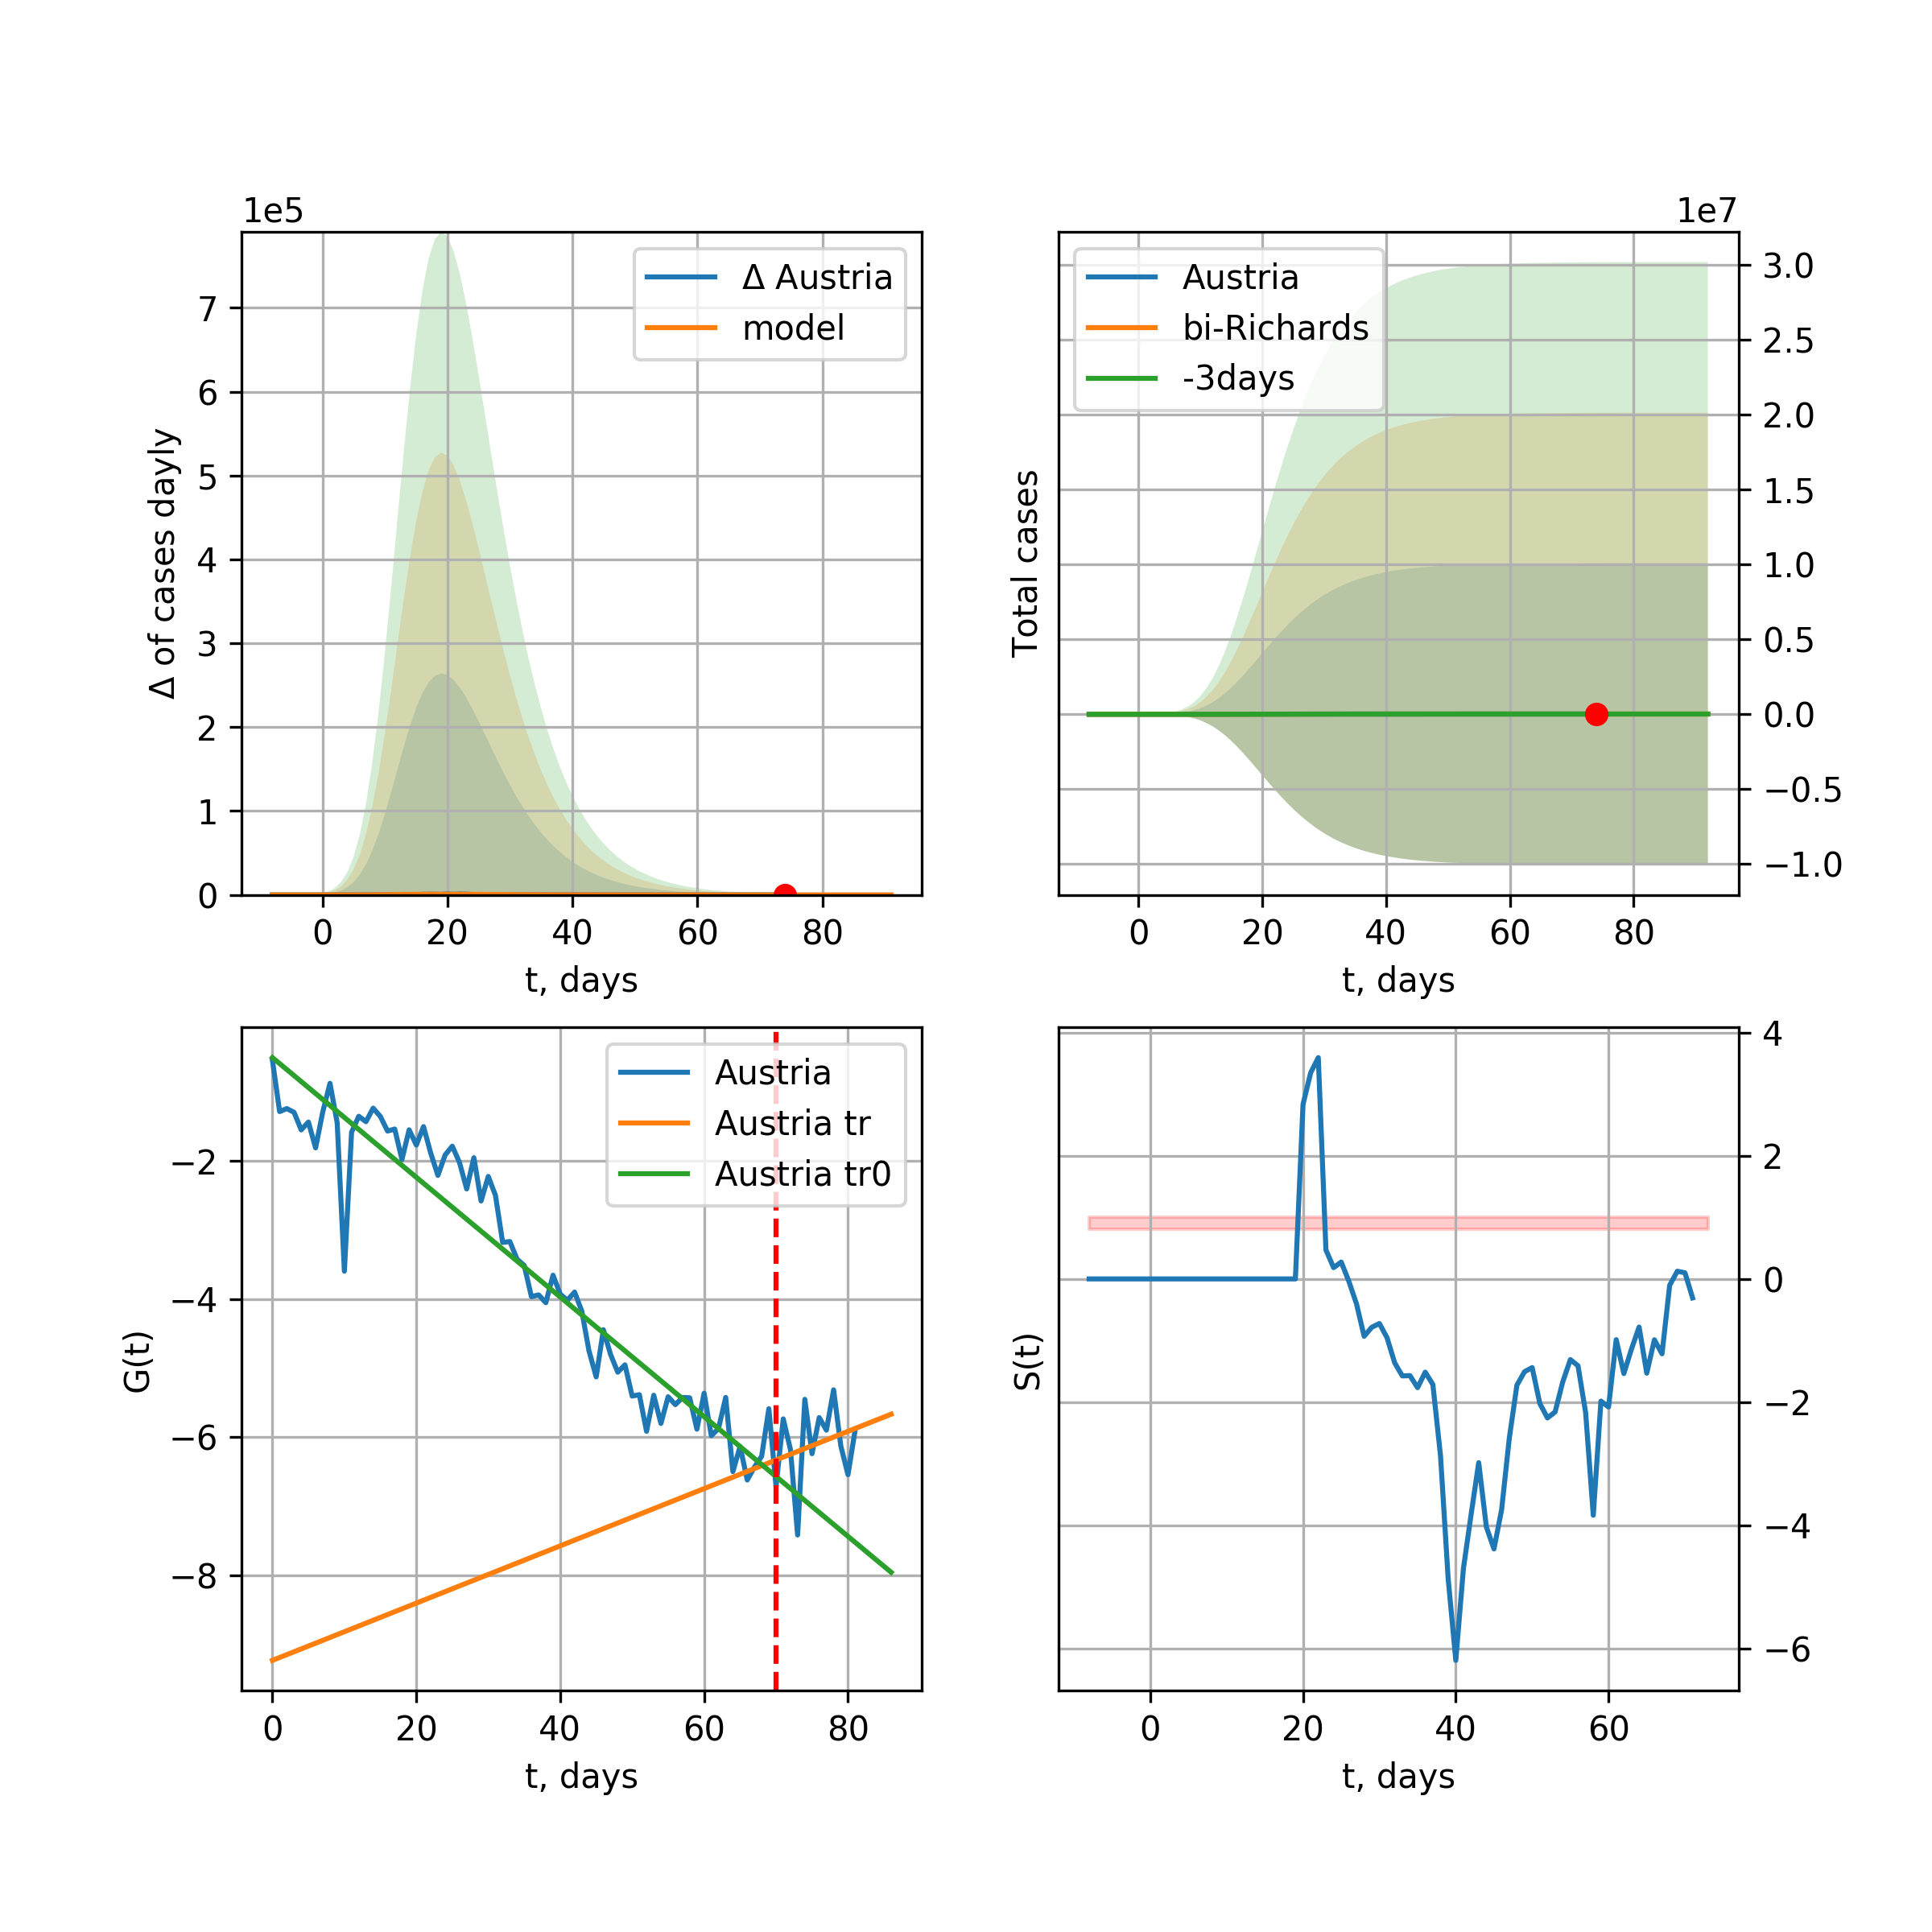 1e5
Δ of cases dayly
7
6
5
4
3
2
1
0
0 20 40 60 80
t, days
Δ Austria
model
1e7
Total cases
3.0
2.5
2.0
1.5
1.0
0.5
0.0
−0.5
−1.0
0 20 40 60 80
t, days
Austria
bi-Richards
-3days
G(t)
−2
−4
−6
−8
0 20 40 60 80
t, days
Austria
Austria tr
Austria tr0
S(t)
4
2
0
−2
−4
−6
0 20 40 60
t, days